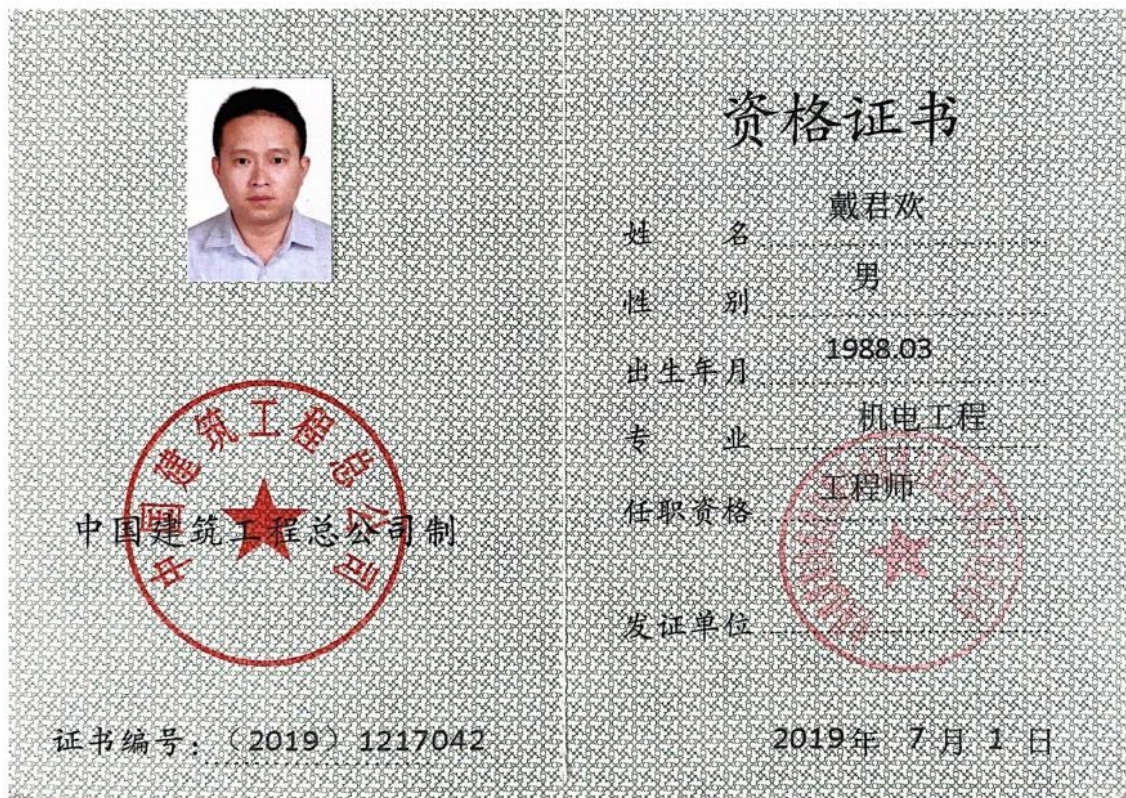 中国建筑工程总公司
中国建筑工程总公司制
证书编号：（2019）1217042
资格证书
姓 名 戴君欢
性 别 男
出生年月 1988.03
专 业 机电工程
任职资格 工程师
发证单位
2019年 7 月 1 日